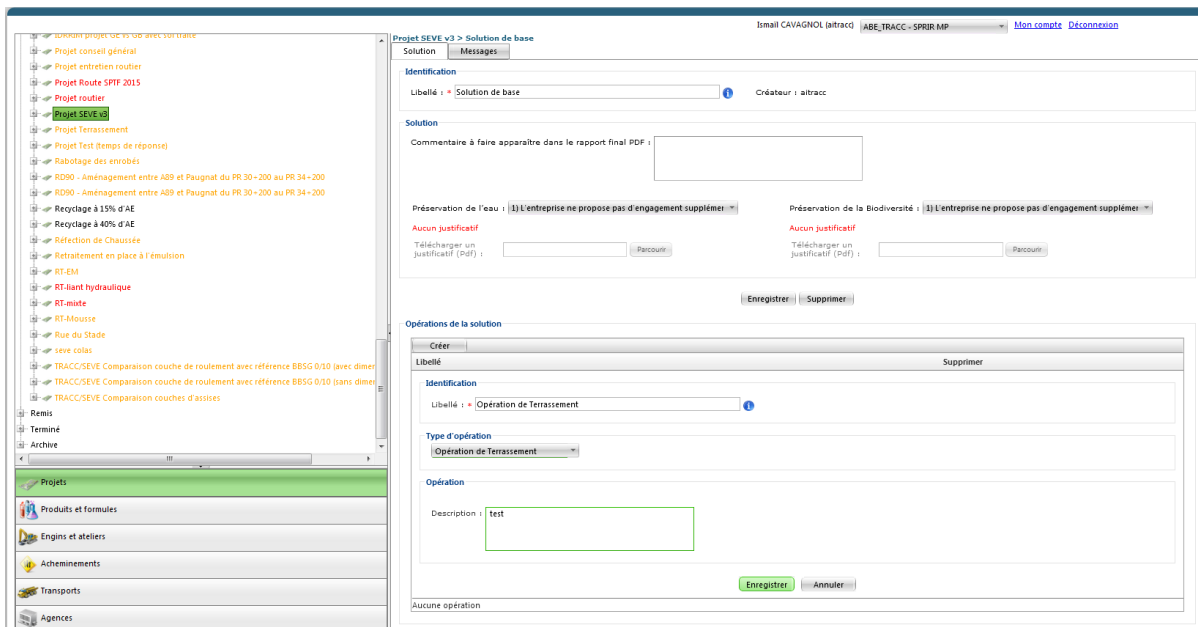 Ismail CAVAGNOL (aitracc) ABE_TRACC - SPRIR MP Mon compte Déconnexion
Projet conseil général
Projet entretien routier
Projet Route SPTF 2015
Projet routier
Projet SEVE v3
Projet Terrassement
Projet Test (temps de réponse)
Rabotage des enrobés
RD90 - Aménagement entre A89 et Paugnat du PR 30+200 au PR 34+200
RD90 - Aménagement entre A89 et Paugnat du PR 30+200 au PR 34+200
Recyclage à 15% d'AE
Recyclage à 40% d'AE
Réfection de Chaussée
Retraitement en place à l'émulsion
RT-EM
RT-liant hydraulique
RT-mixte
RT-Mousse
Rue du Stade
seve colas
TRACC/SEVE Comparaison couche de roulement avec référence BBSG 0/10 (avec dimen
TRACC/SEVE Comparaison couche de roulement avec référence BBSG 0/10 (sans dimen
TRACC/SEVE Comparaison couches d'assises
Remis
Terminé
Archive
Projets
Produits et formules
Engins et ateliers
Acheminements
Transports
Agences
Projet SEVE v3 > Solution de base
Solution Messages
Identification
Libellé : * Solution de base Créateur : aitracc
Solution
Commentaire à faire apparaître dans le rapport final PDF :
Préservation de l'eau : 1) L'entreprise ne propose pas d'engagement supplémer Préservation de la Biodiversité : 1) L'entreprise ne propose pas d'engagement supplémer
Aucun justificatif Aucun justificatif
Télécharger un justificatif (Pdf) : Parcourir Télécharger un justificatif (Pdf) : Parcourir
Enregistrer Supprimer
Opérations de la solution
Créer
Libellé Supprimer
Identification
Libellé : * Opération de Terrassement
Type d'opération
Opération de Terrassement
Opération
Description : test
Enregistrer Annuler
Aucune opération